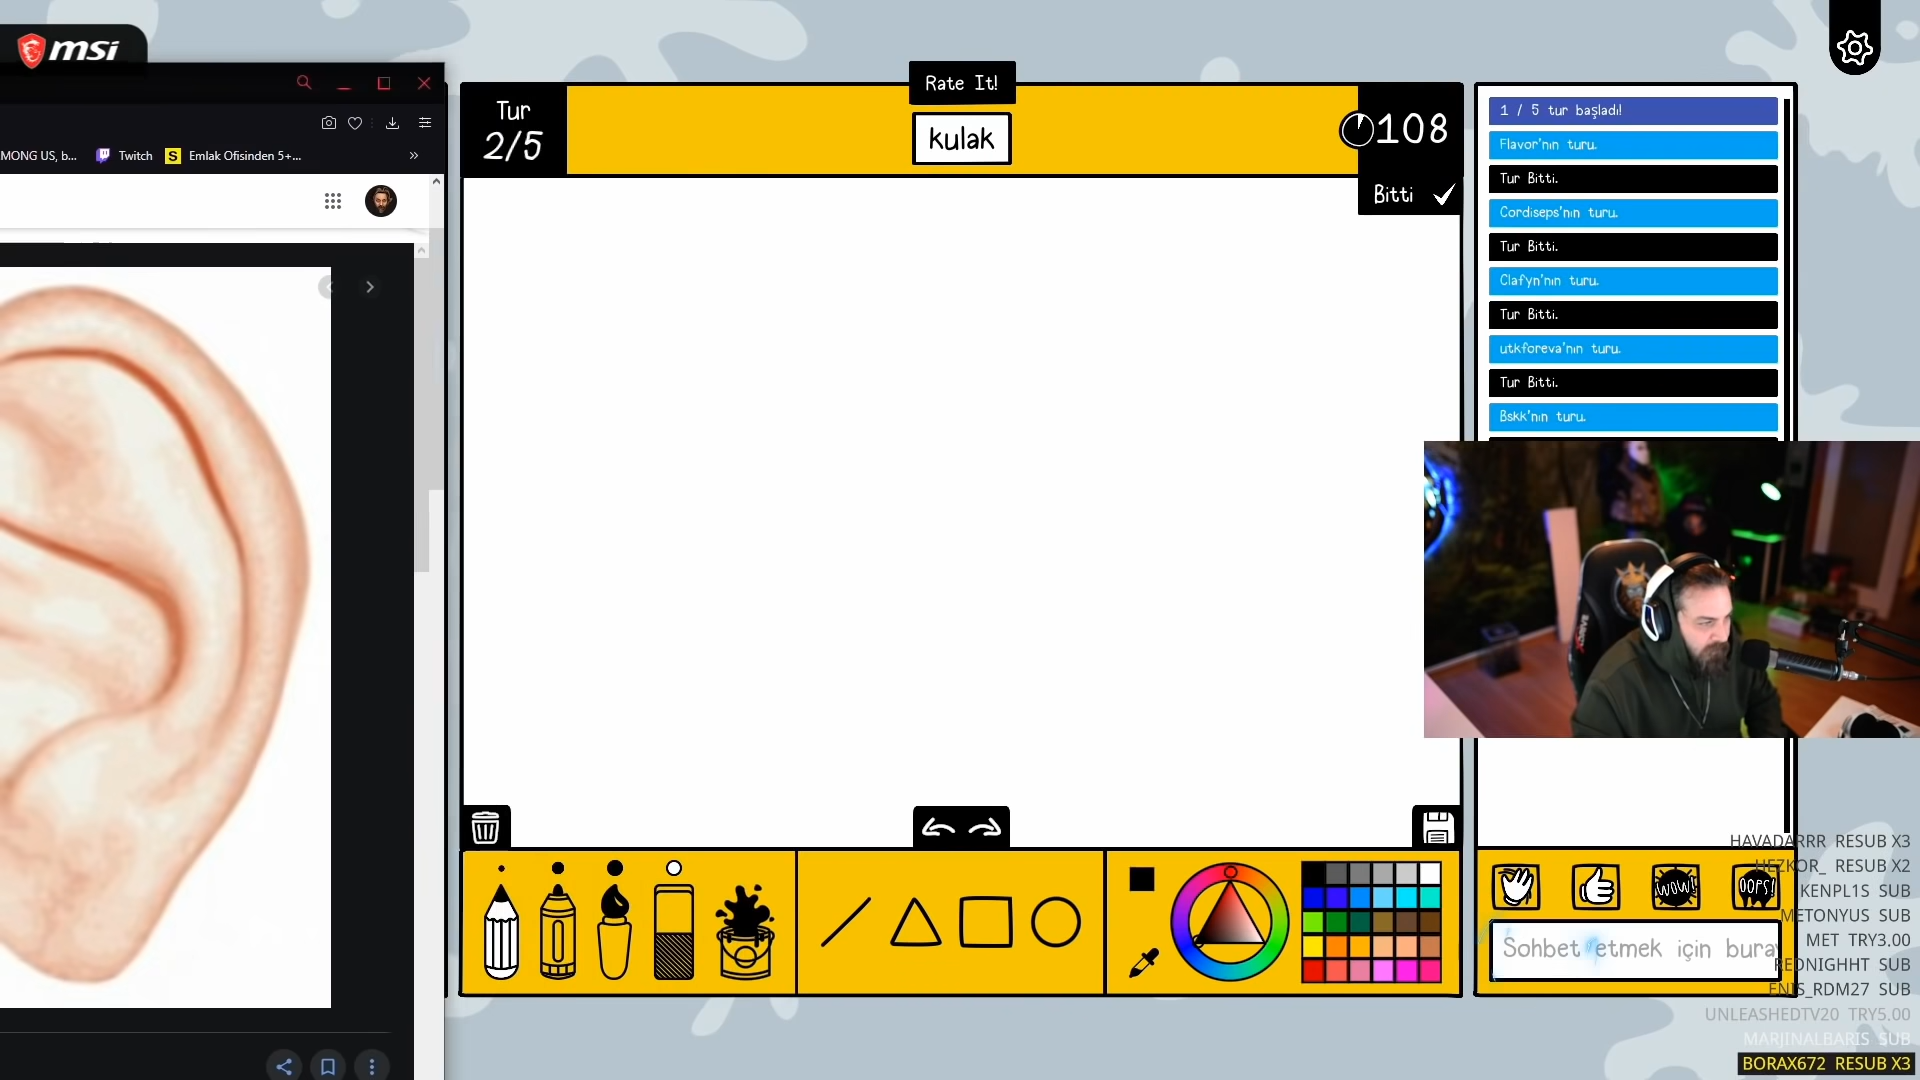 msi
MONG US, b...
Twitch
S
Emlak Ofisinden 5+...
»
Tur
2/5
Rate It!
kulak
108
Bitti
1 / 5 tur başladı!
Flavor'nın turu.
Tur Bitti.
Cordiseps'nın turu.
Tur Bitti.
Clafyn'nın turu.
Tur Bitti.
utkforeva'nın turu.
Tur Bitti.
Bskk'nın turu.
WOW!
OOPS!
Sohbet etmek için bura
HAVADARRR RESUB X3
HEZKOR_ RESUB X2
KENPL1S SUB
METONYUS SUB
MET TRY3,00
REDNIGHHT SUB
ENIS_RDM27 SUB
UNLEASHEDTV20 TRY5,00
MARJINALBARIS SUB
BORAX672 RESUB X3